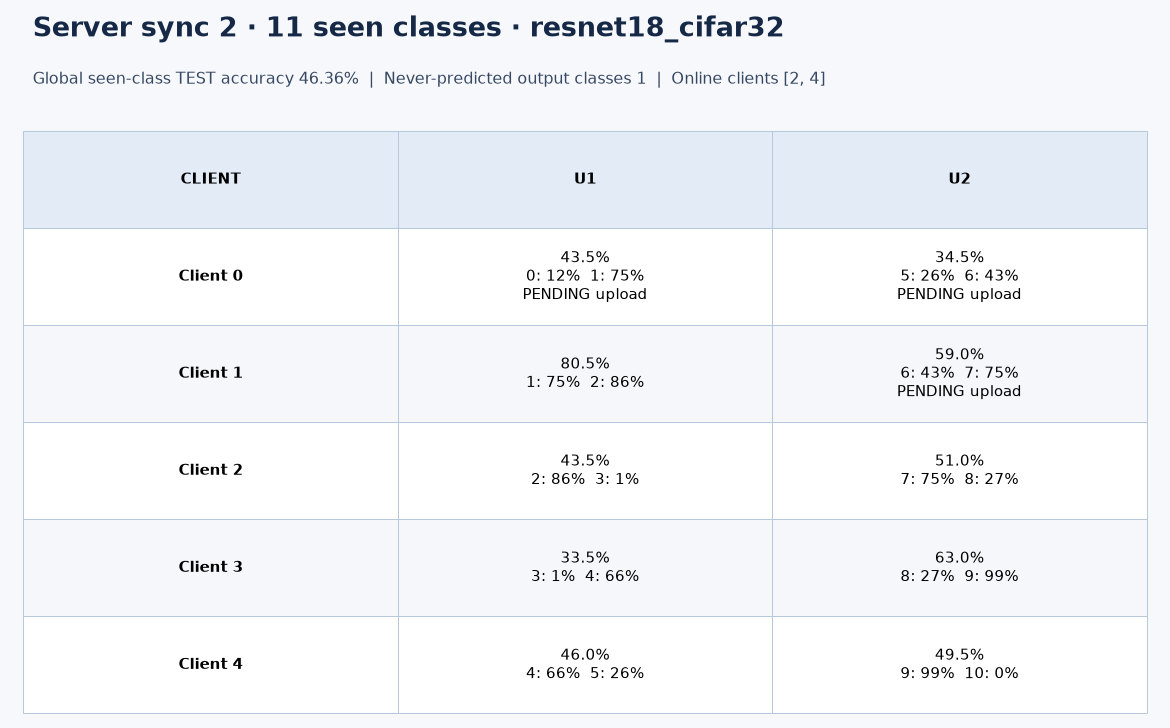 Server sync 2 · 11 seen classes · resnet18_cifar32
Global seen-class TEST accuracy 46.36%  |  Never-predicted output classes 1  |  Online clients [2, 4]
CLIENT
U1
U2
Client 0
43.5%
0: 12%  1: 75%
PENDING upload
34.5%
5: 26%  6: 43%
PENDING upload
Client 1
80.5%
1: 75%  2: 86%
59.0%
6: 43%  7: 75%
PENDING upload
Client 2
43.5%
2: 86%  3: 1%
51.0%
7: 75%  8: 27%
Client 3
33.5%
3: 1%  4: 66%
63.0%
8: 27%  9: 99%
Client 4
46.0%
4: 66%  5: 26%
49.5%
9: 99%  10: 0%